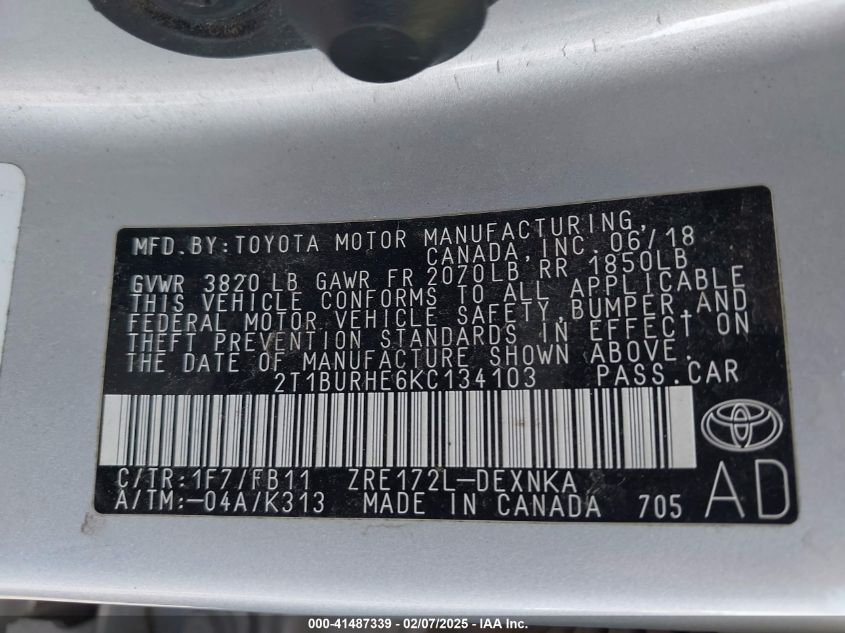 MFD.BY:TOYOTA MOTOR MANUFACTURING,
CANADA,INC. 06/18
GVWR 3820 LB GAWR FR 2070LB RR 1850LB
THIS VEHICLE CONFORMS TO ALL APPLICABLE
FEDERAL MOTOR VEHICLE SAFETY,BUMPER,AND
THEFT PREVENTION STANDARDS IN EFFECT ON
THE DATE OF MANUFACTURE SHOWN ABOVE.
2T1BURHE6KC134103 PASS.CAR
C/TR:1F7/FB11 ZRE172L-DEXNKA
A/TM:-04A/K313 MADE IN CANADA 705 AD
000-41487339 - 02/07/2025 - IAA Inc.